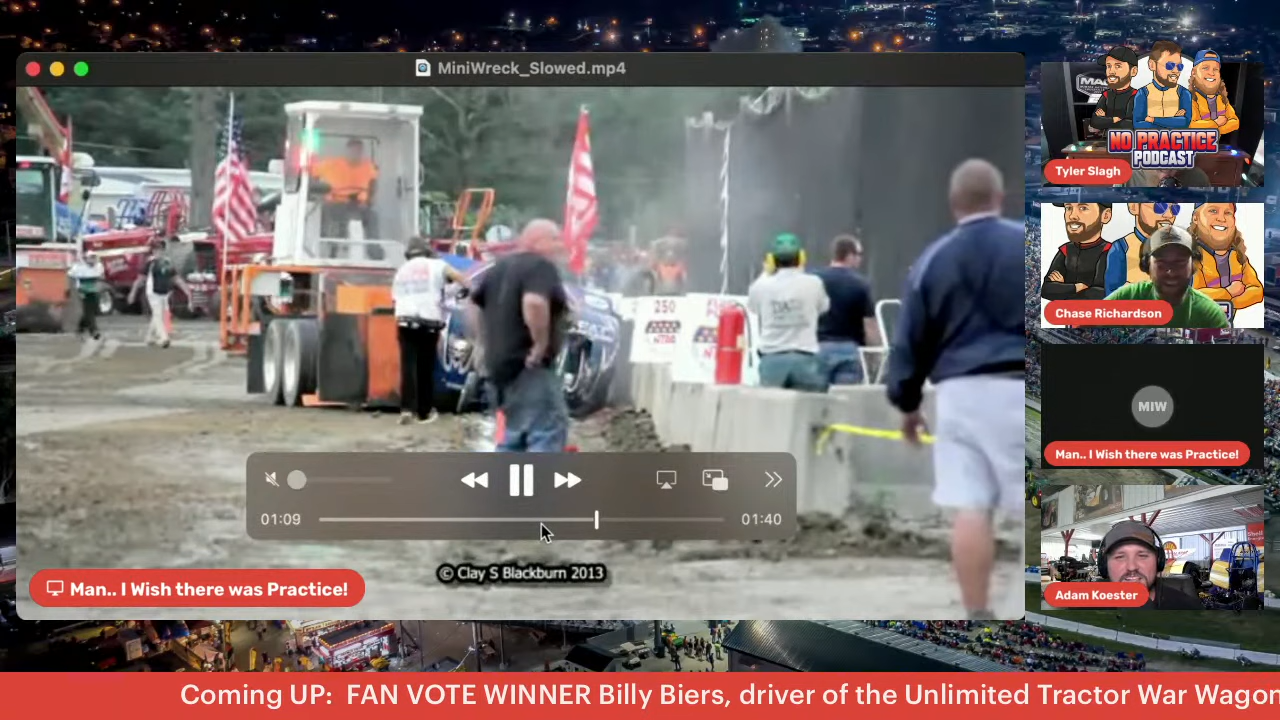 MiniWreck_Slowed.mp4
NO PRACTICE
PODCAST
Tyler Slagh
Chase Richardson
250
MIW
Man.. I Wish there was Practice!
01:09
01:40
© Clay S Blackburn 2013
Man.. I Wish there was Practice!
Adam Koester
Coming UP: FAN VOTE WINNER Billy Biers, driver of the Unlimited Tractor War Wagon